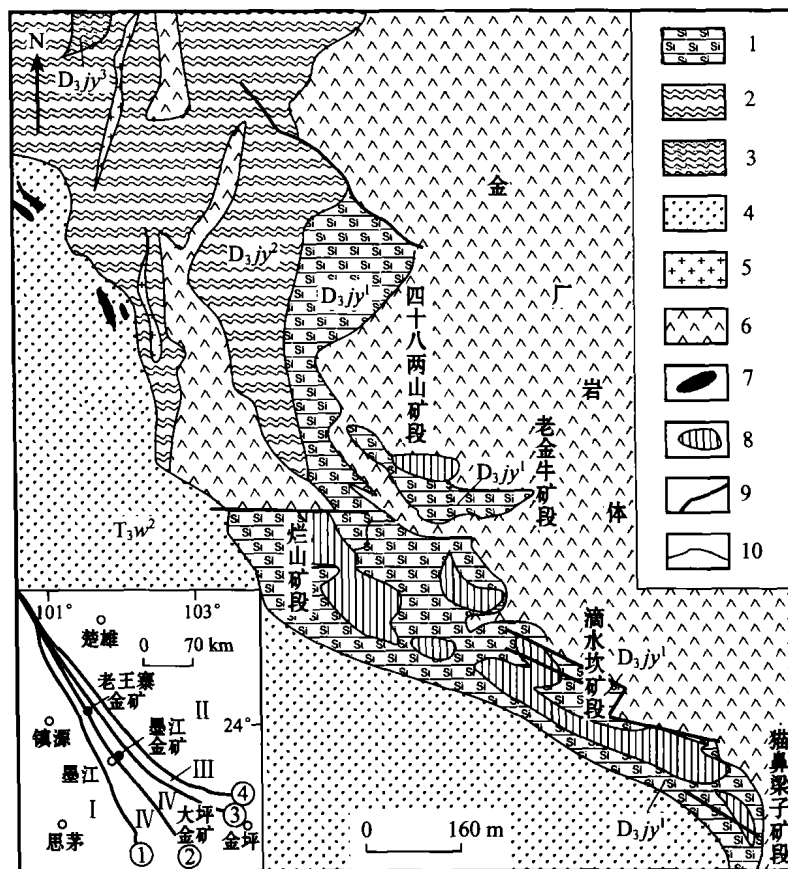 N
D₃jy³
D₃jy²
D₃jy¹
金厂岩体
四十八两山矿段
老金牛矿段
D₃jy¹
烂山矿段
滴水坎矿段
D₃jy¹
猫鼻梁子矿段
D₃jy¹
T₃w²
0 160 m
1
2
3
4
5
6
7
8
9
10
101° 103°
楚雄
0 70 km
老王寨
金矿
II
24°
镇源
墨江
金矿
墨江
III
I
IV
IV
大坪
金矿
金坪
思茅
①
②
③
④
Si